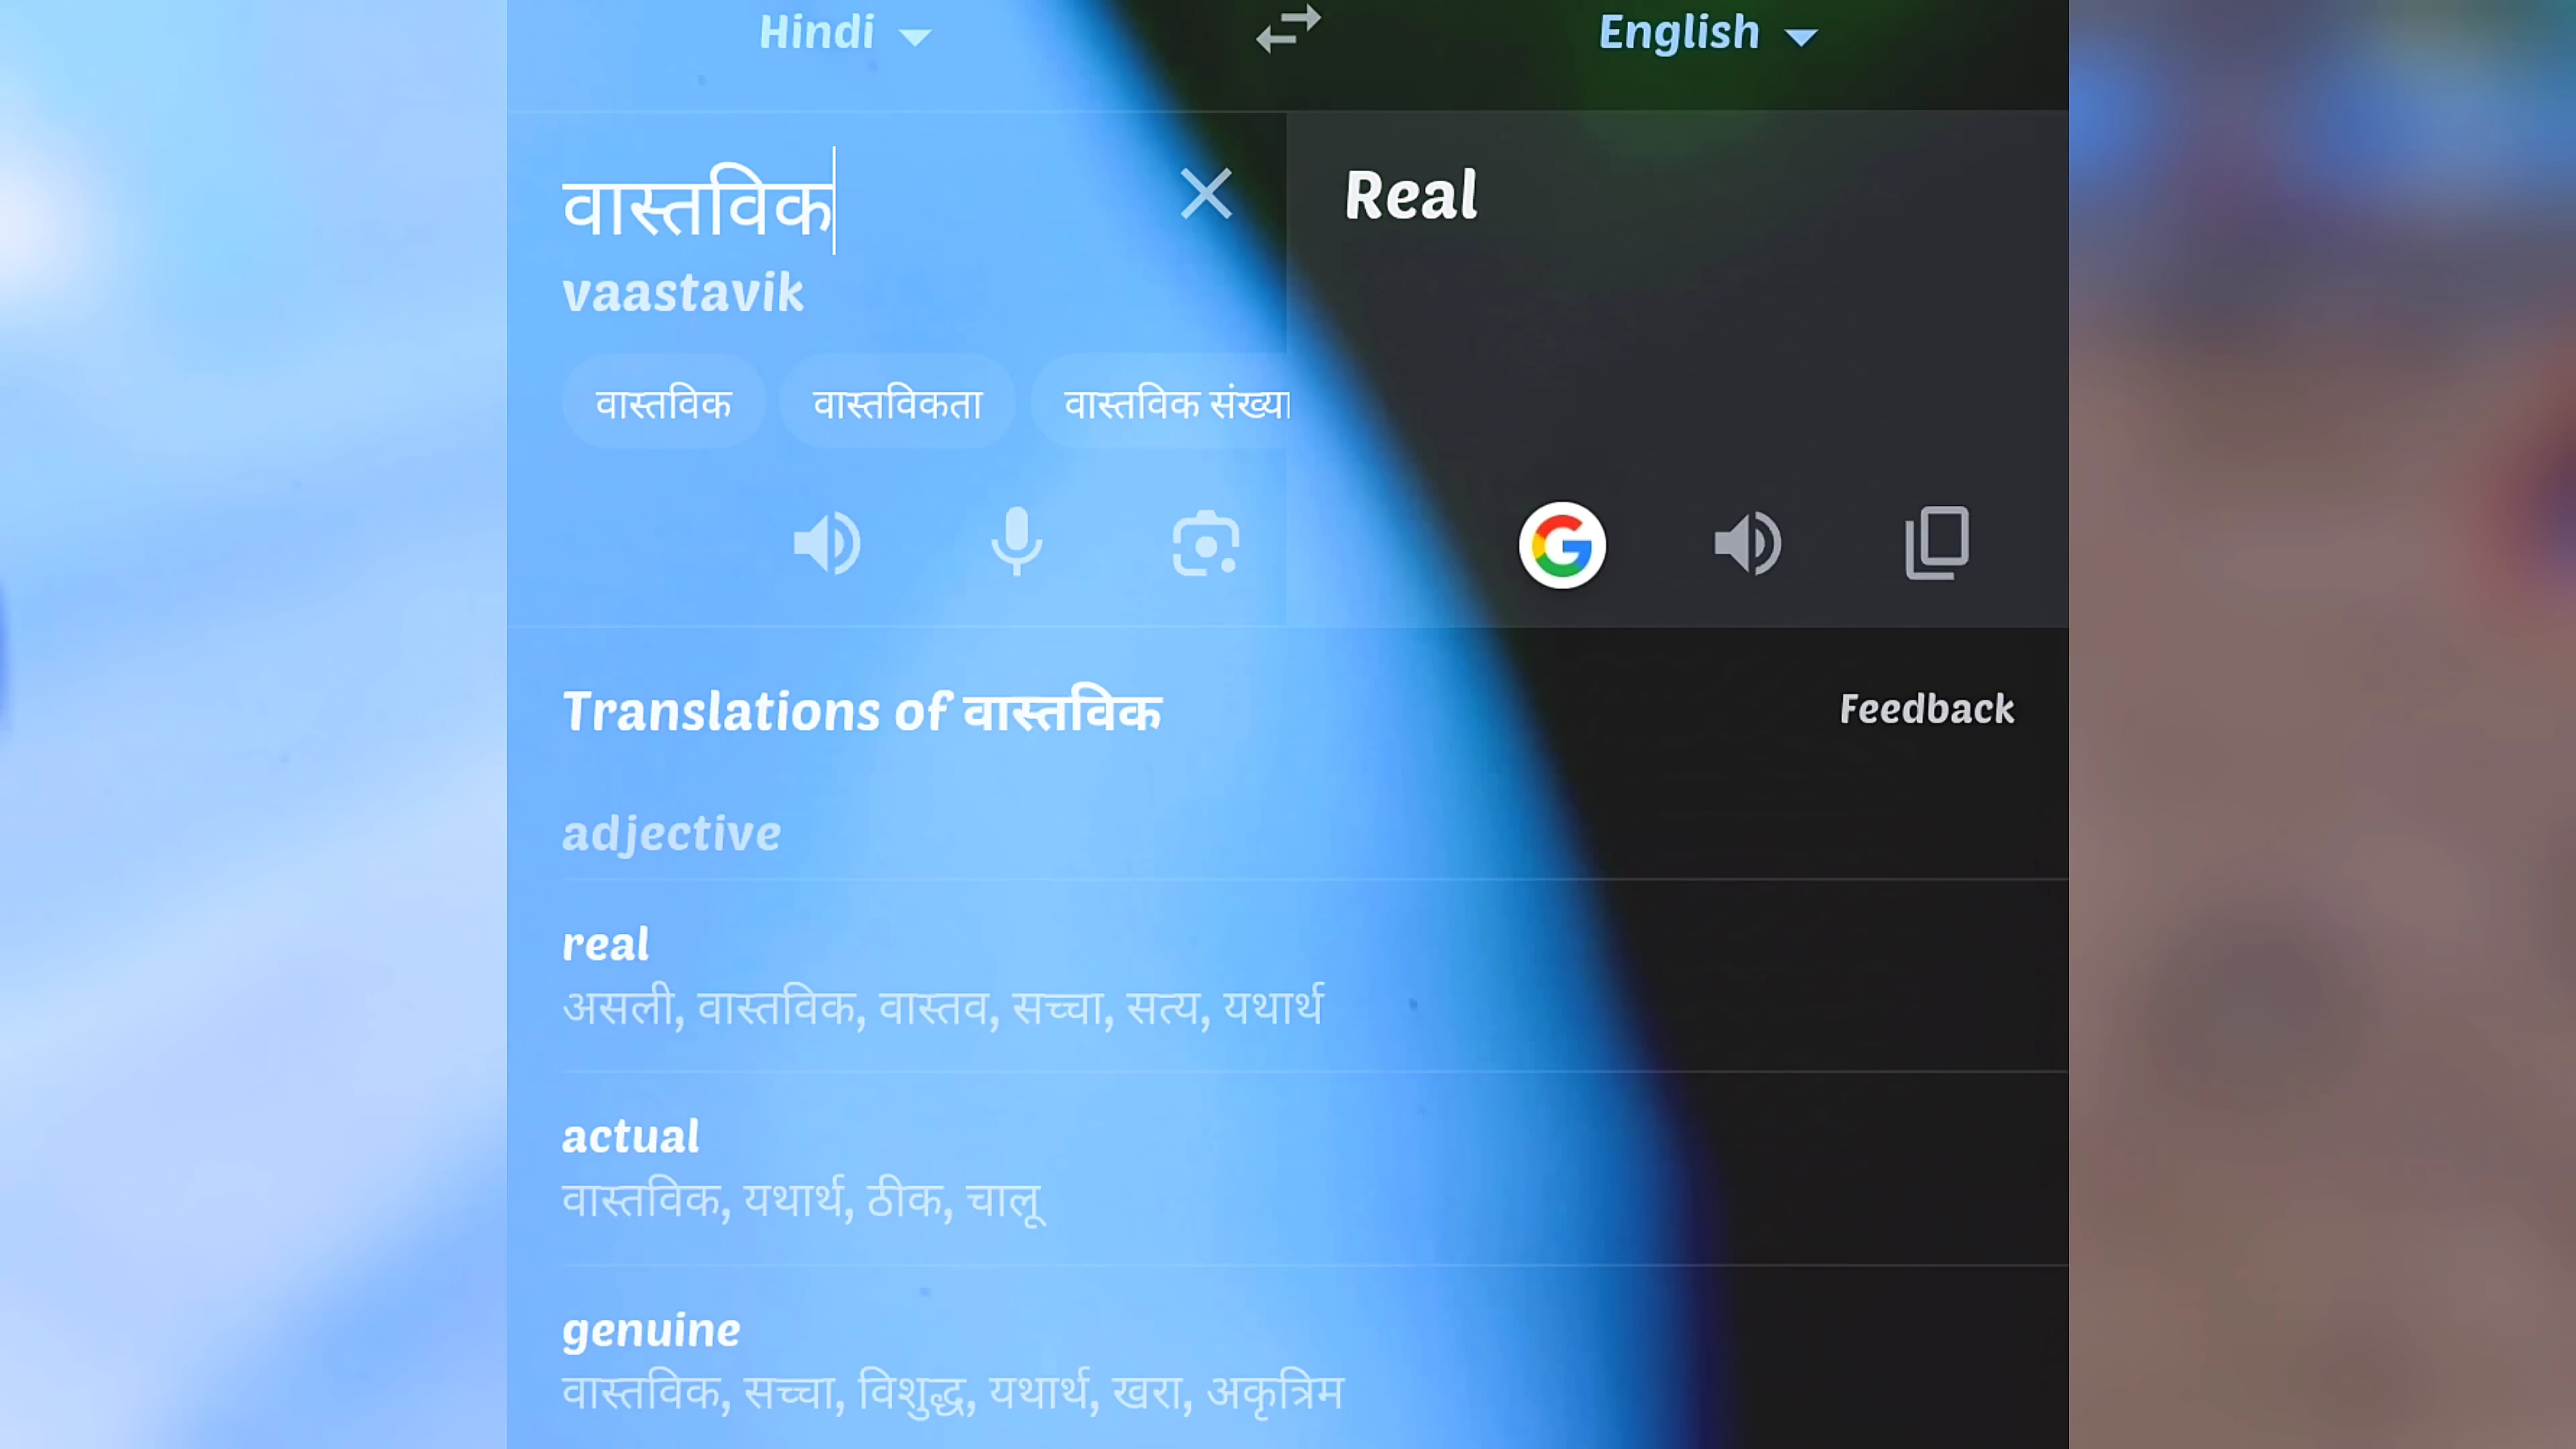 Hindi
English
वास्तविक
Real
vaastavik
वास्तविक
वास्तविकता
वास्तविक संख्या
Translations of वास्तविक
Feedback
adjective
real
असली, वास्तविक, वास्तव, सच्चा, सत्य, यथार्थ
actual
वास्तविक, यथार्थ, ठीक, चालू
genuine
वास्तविक, सच्चा, विशुद्ध, यथार्थ, खरा, अकृत्रिम